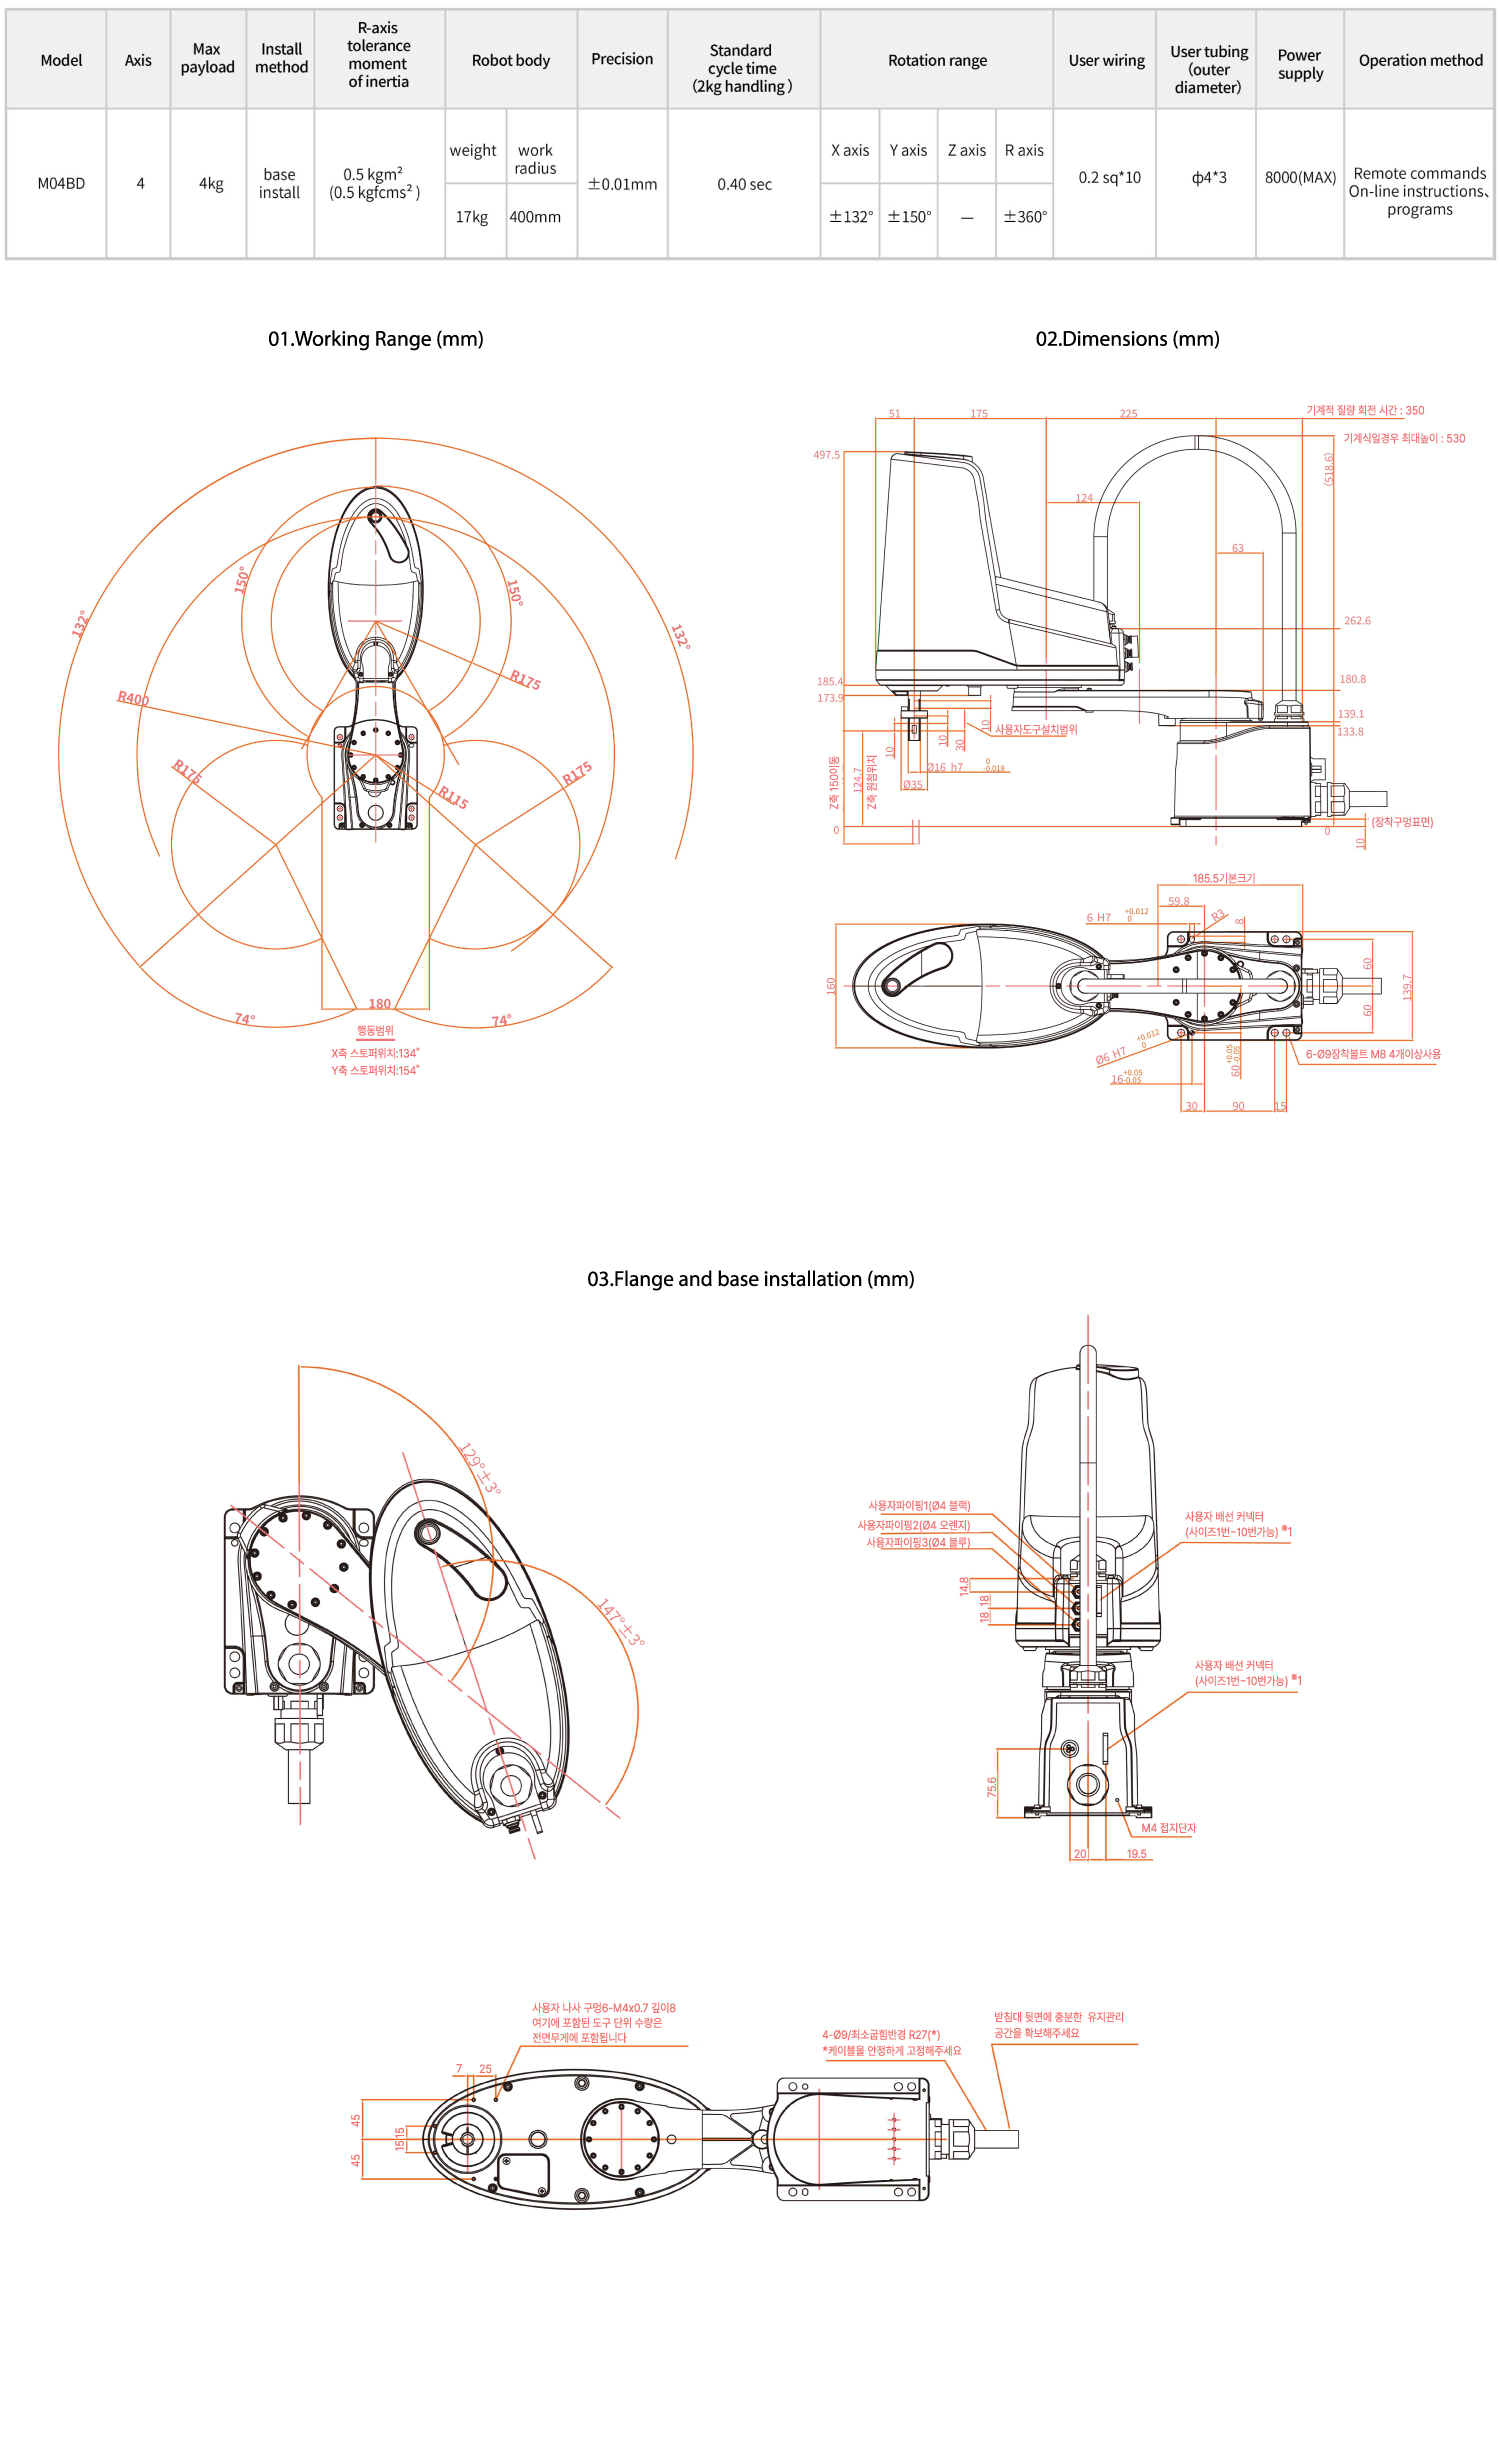 Model
Axis
Max
payload
Install
method
R-axis
tolerance
moment
of inertia
Robot body
Precision
Standard
cycle time
(2kg handling)
Rotation range
User wiring
User tubing
(outer
diameter)
Power
supply
Operation method
M04BD
4
4kg
base
install
0.5 kgm²
(0.5 kgfcms²)
weight
work
radius
17kg
400mm
±0.01mm
0.40 sec
X axis
Y axis
Z axis
R axis
±132°
±150°
—
±360°
0.2 sq*10
ф4*3
8000(MAX)
Remote commands
On-line instructions、
programs
01.Working Range (mm)
132°
150°
150°
132°
R175
R400
R175
R115
R175
74°
180
74°
행동범위
X축 스토퍼위치:134°
Y축 스토퍼위치:154°
02.Dimensions (mm)
51
175
225
기계적 질량 회전 시간 : 350
기계식일경우 최대높이 : 530
497.5
(518.6)
124
63
262.6
185.4
173.9
180.8
139.1
133.8
10
사용자도구설치범위
10
30
10
Ø16 h7 0 -0.018
Ø35
Z축 150이동
124.7
Z축 원점위치
0
0
(장착구멍표면)
10
185.5기본크기
59.8
6 H7 +0.012 0
R3
8
160
60
60
139.7
Ø6 H7 +0.012 0
16 +0.05 -0.05
60 +0.05 -0.05
6-Ø9장착볼트 M8 4개이상사용
30
90
15
03.Flange and base installation (mm)
129°±3°
147°±3°
사용자파이핑1(Ø4 블랙)
사용자파이핑2(Ø4 오렌지)
사용자파이핑3(Ø4 블루)
사용자 배선 커넥터
(사이즈1번~10번가능) ※1
14.8
18
18
사용자 배선 커넥터
(사이즈1번~10번가능) ※1
75.6
M4 접지단자
20
19.5
사용자 나사 구멍6-M4x0.7 깊이8
여기에 포함된 도구 단위 수량은
전면무게에 포함됩니다
4-Ø9/최소굽힘반경 R27(*)
*케이블을 안정하게 고정해주세요
받침대 뒷면에 충분한 유지관리
공간을 확보해주세요
7
25
45
15
15
45